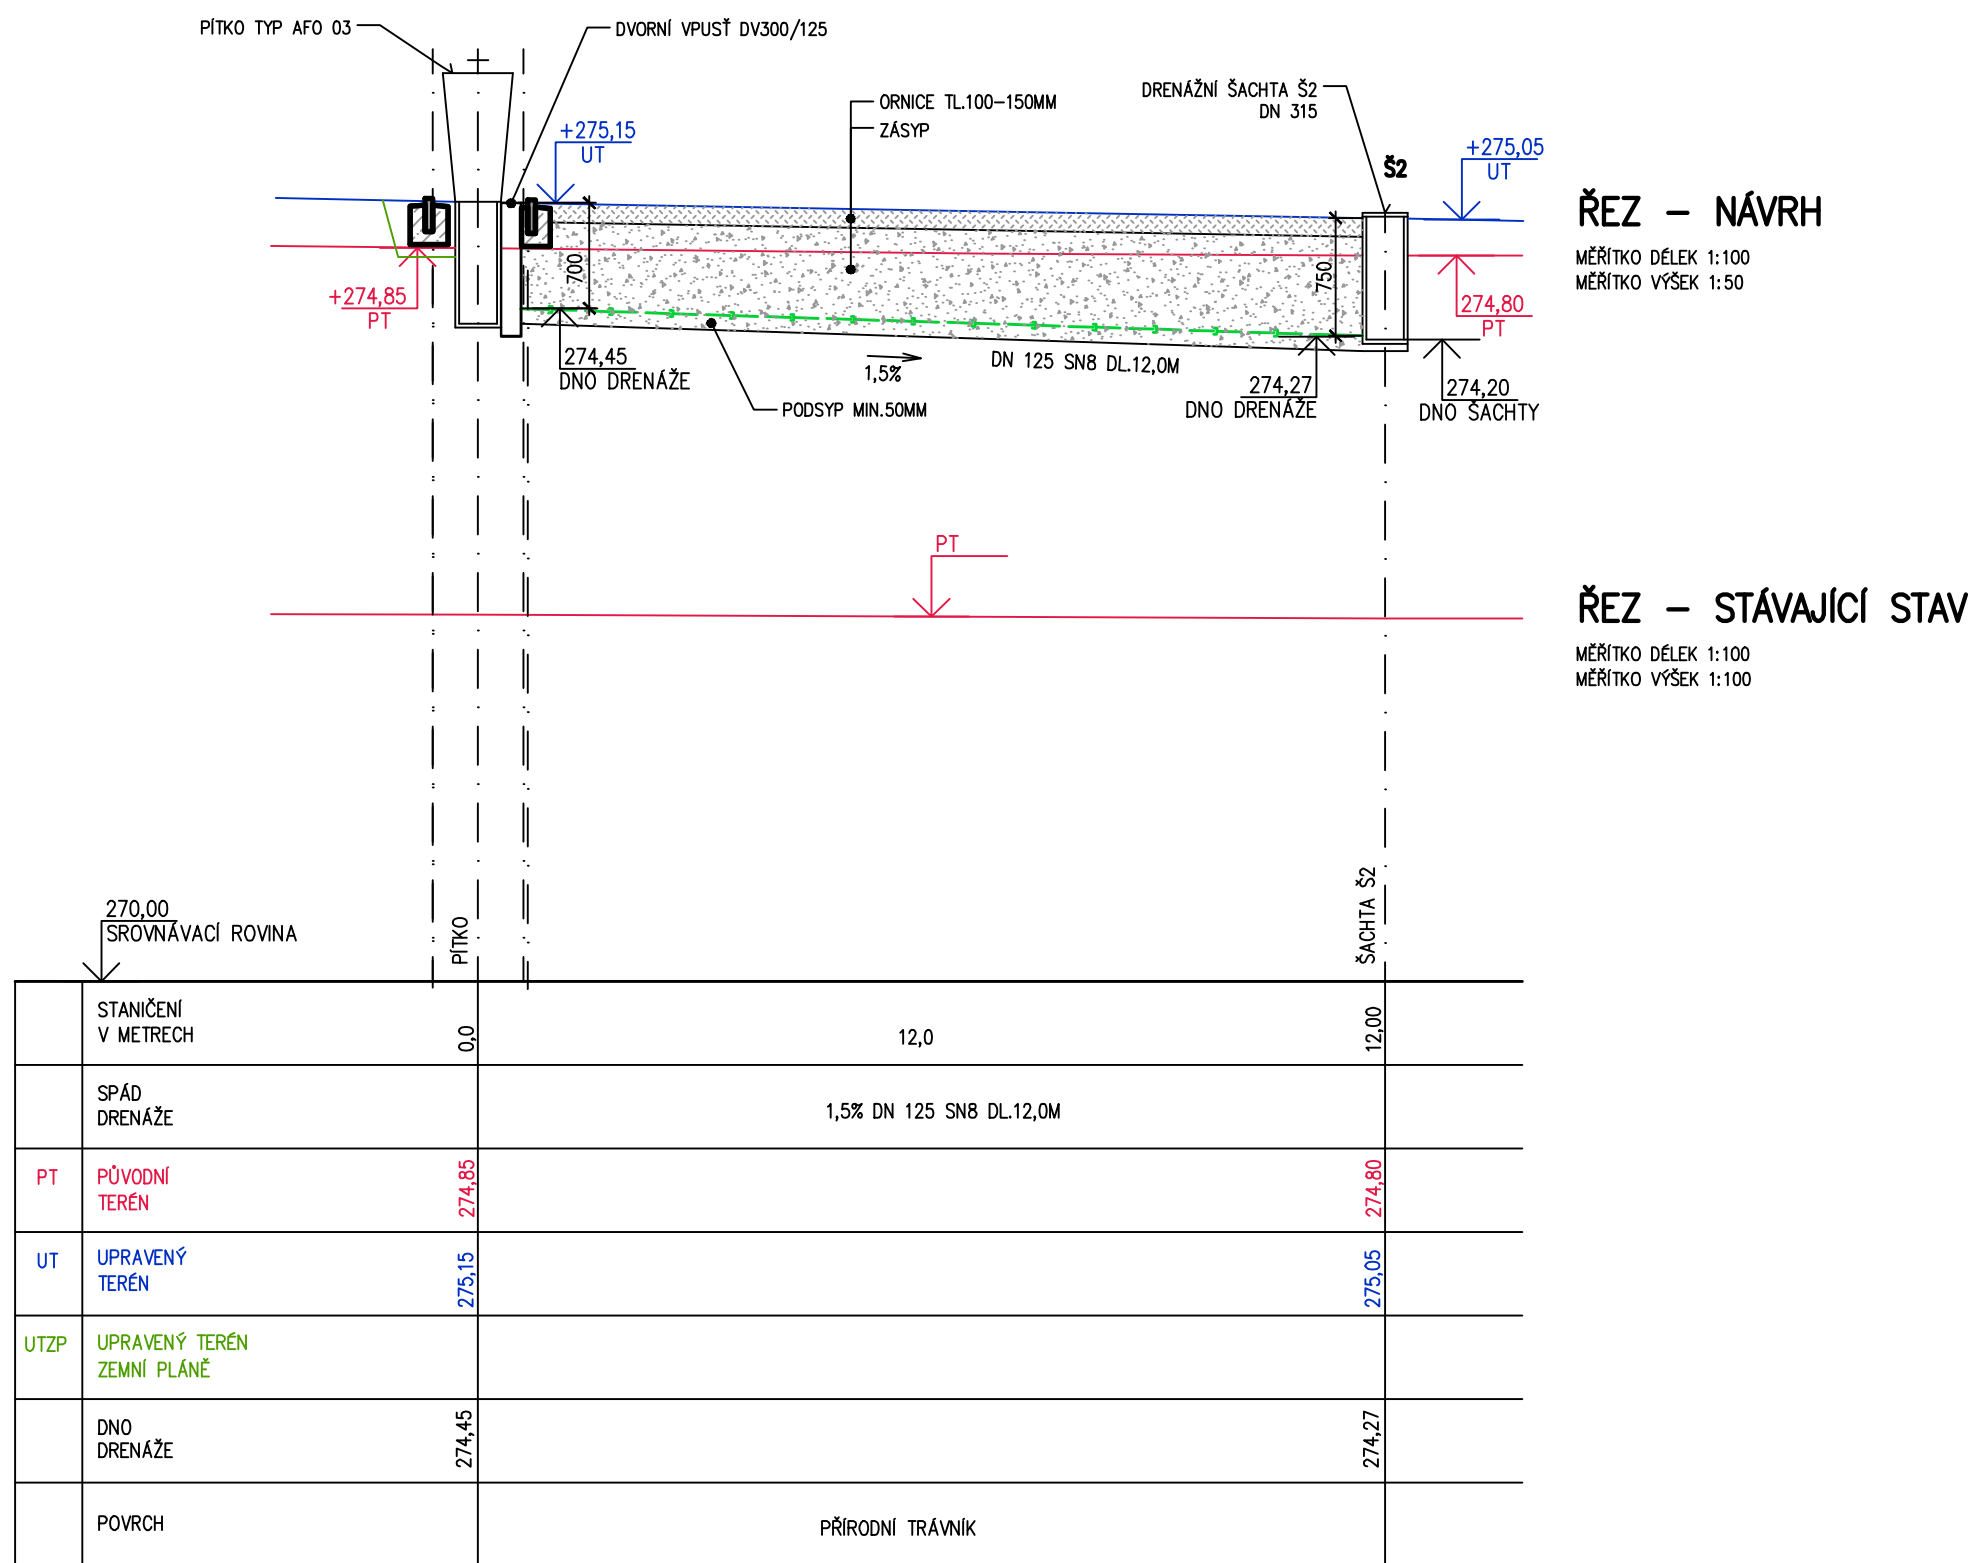 PÍTKO TYP AFO 03
DVORNÍ VPUSŤ DV300/125
ORNICE TL.100-150MM
ZÁSYP
DRENÁŽNÍ ŠACHTA Š2
DN 315
+275,15
UT
Š2
+275,05
UT
ŘEZ - NÁVRH
MĚŘÍTKO DÉLEK 1:100
MĚŘÍTKO VÝŠEK 1:50
+274,85
PT
700
750
274,80
PT
274,45
DNO DRENÁŽE
1,5%
DN 125 SN8 DL.12,0M
274,27
DNO DRENÁŽE
274,20
DNO ŠACHTY
PODSYP MIN.50MM
PT
ŘEZ - STÁVAJÍCÍ STAV
MĚŘÍTKO DÉLEK 1:100
MĚŘÍTKO VÝŠEK 1:100
270,00
SROVNÁVACÍ ROVINA
PÍTKO
ŠACHTA Š2
STANIČENÍ
V METRECH
0,0
12,0
12,00
SPÁD
DRENÁŽE
1,5% DN 125 SN8 DL.12,0M
PT
PŮVODNÍ
TERÉN
274,85
274,80
UT
UPRAVENÝ
TERÉN
275,15
275,05
UTZP
UPRAVENÝ TERÉN
ZEMNÍ PLÁNĚ
DNO
DRENÁŽE
274,45
274,27
POVRCH
PŘÍRODNÍ TRÁVNÍK